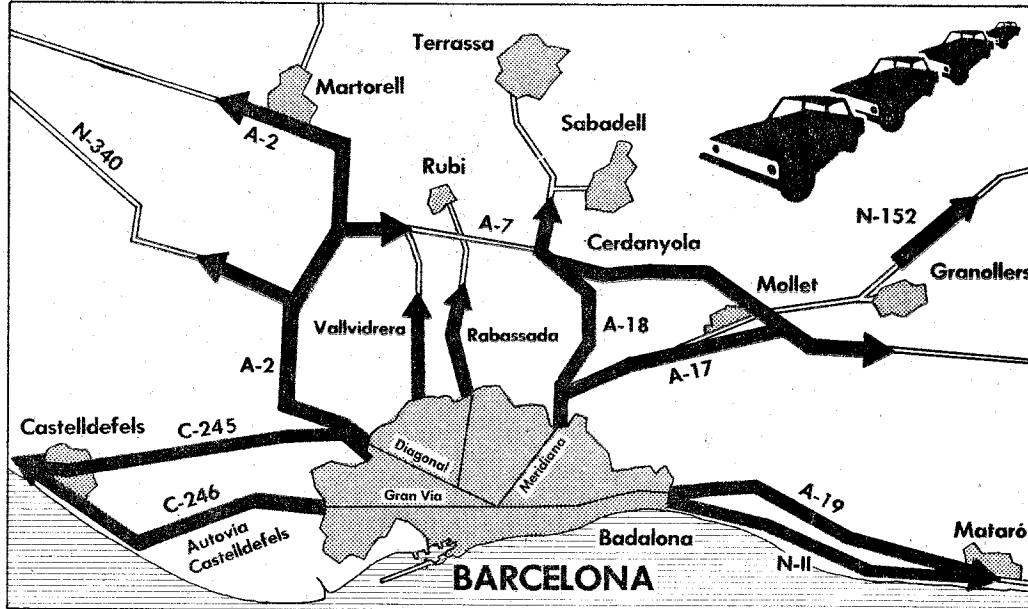 Terrassa
Martorell
Sabadell
A-2
N-340
Rubi
A-7
N-152
Cerdanyola
Granollers
Mollet
Vallvidrera
Rabassada
A-18
A-2
A-17
Castelldefels
C-245
Diagonal
Meridiana
C-246
Gran Via
A-19
Autovia
Castelldefels
Badalona
Mataró
N-II
BARCELONA